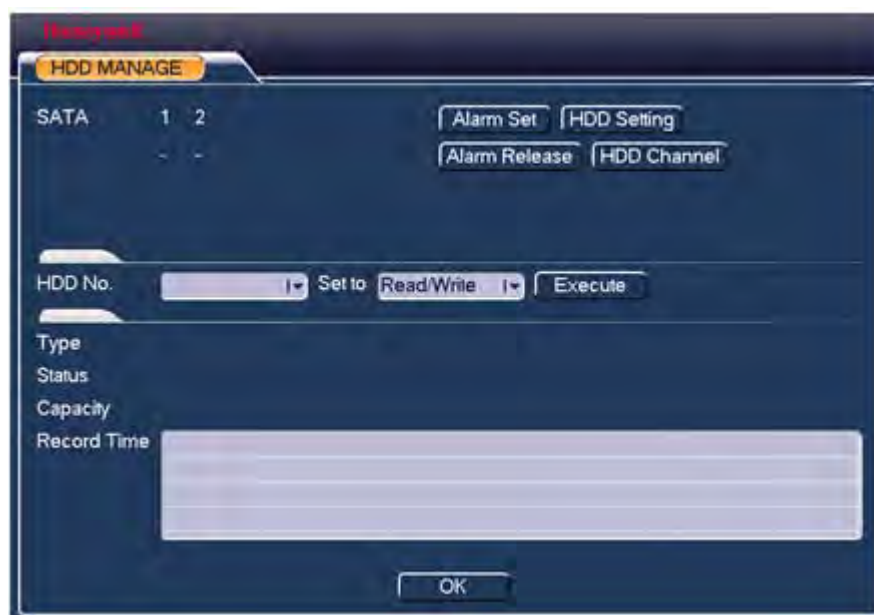 Honeywell
HDD MANAGE
SATA 1 2
Alarm Set HDD Setting
- -
Alarm Release HDD Channel
HDD No. Set to Read/Write Execute
Type
Status
Capacity
Record Time
OK